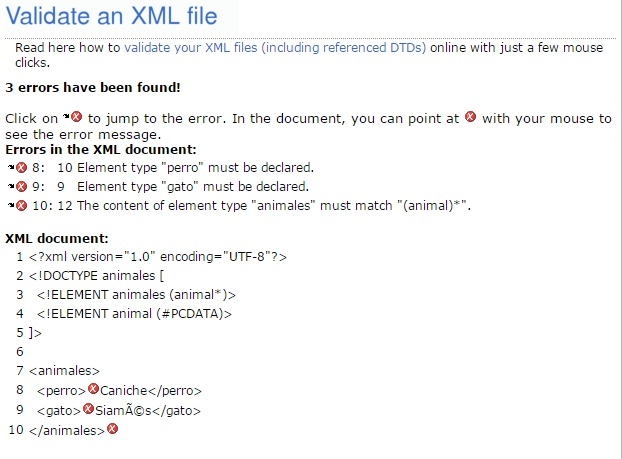 Validate an XML file
Read here how to validate your XML files (including referenced DTDs) online with just a few mouse
clicks.
3 errors have been found!
Click on to jump to the error. In the document, you can point at with your mouse to
see the error message.
Errors in the XML document:
8: 10 Element type "perro" must be declared.
9: 9 Element type "gato" must be declared.
10: 12 The content of element type "animales" must match "(animal)*".
XML document:
1 <?xml version="1.0" encoding="UTF-8"?>
2 <!DOCTYPE animales [
3 <!ELEMENT animales (animal*)>
4 <!ELEMENT animal (#PCDATA)>
5 ]>
6
7 <animales>
8 <perro>Caniche</perro>
9 <gato>SiamÃ©s</gato>
10 </animales>